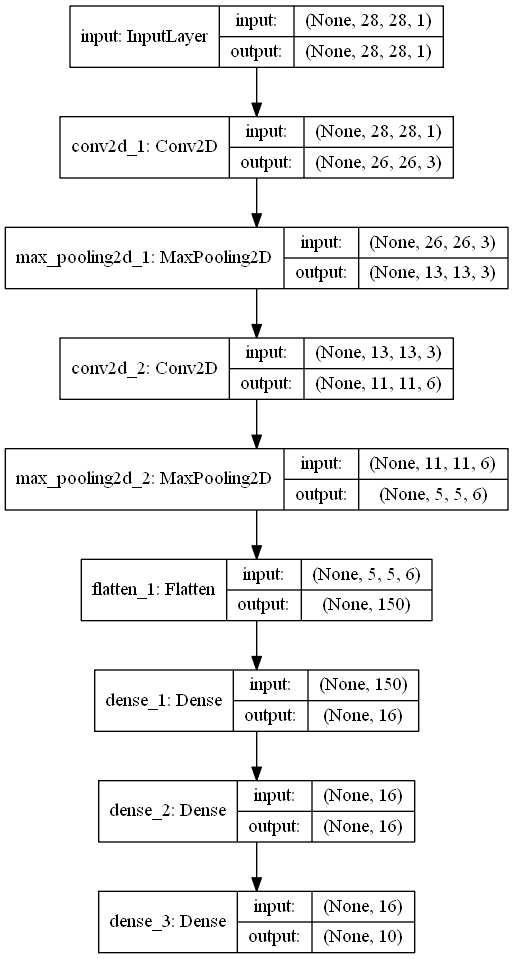 input: InputLayer
input: (None, 28, 28, 1)
output: (None, 28, 28, 1)
conv2d_1: Conv2D
input: (None, 28, 28, 1)
output: (None, 26, 26, 3)
max_pooling2d_1: MaxPooling2D
input: (None, 26, 26, 3)
output: (None, 13, 13, 3)
conv2d_2: Conv2D
input: (None, 13, 13, 3)
output: (None, 11, 11, 6)
max_pooling2d_2: MaxPooling2D
input: (None, 11, 11, 6)
output: (None, 5, 5, 6)
flatten_1: Flatten
input: (None, 5, 5, 6)
output: (None, 150)
dense_1: Dense
input: (None, 150)
output: (None, 16)
dense_2: Dense
input: (None, 16)
output: (None, 16)
dense_3: Dense
input: (None, 16)
output: (None, 10)